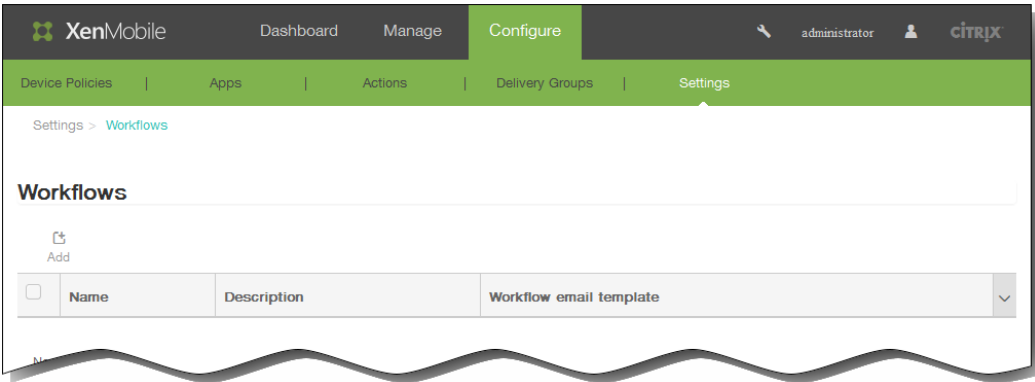 XenMobile Dashboard Manage Configure administrator CITRIX
Device Policies | Apps | Actions | Delivery Groups | Settings
Settings > Workflows
Workflows
Add
Name Description Workflow email template